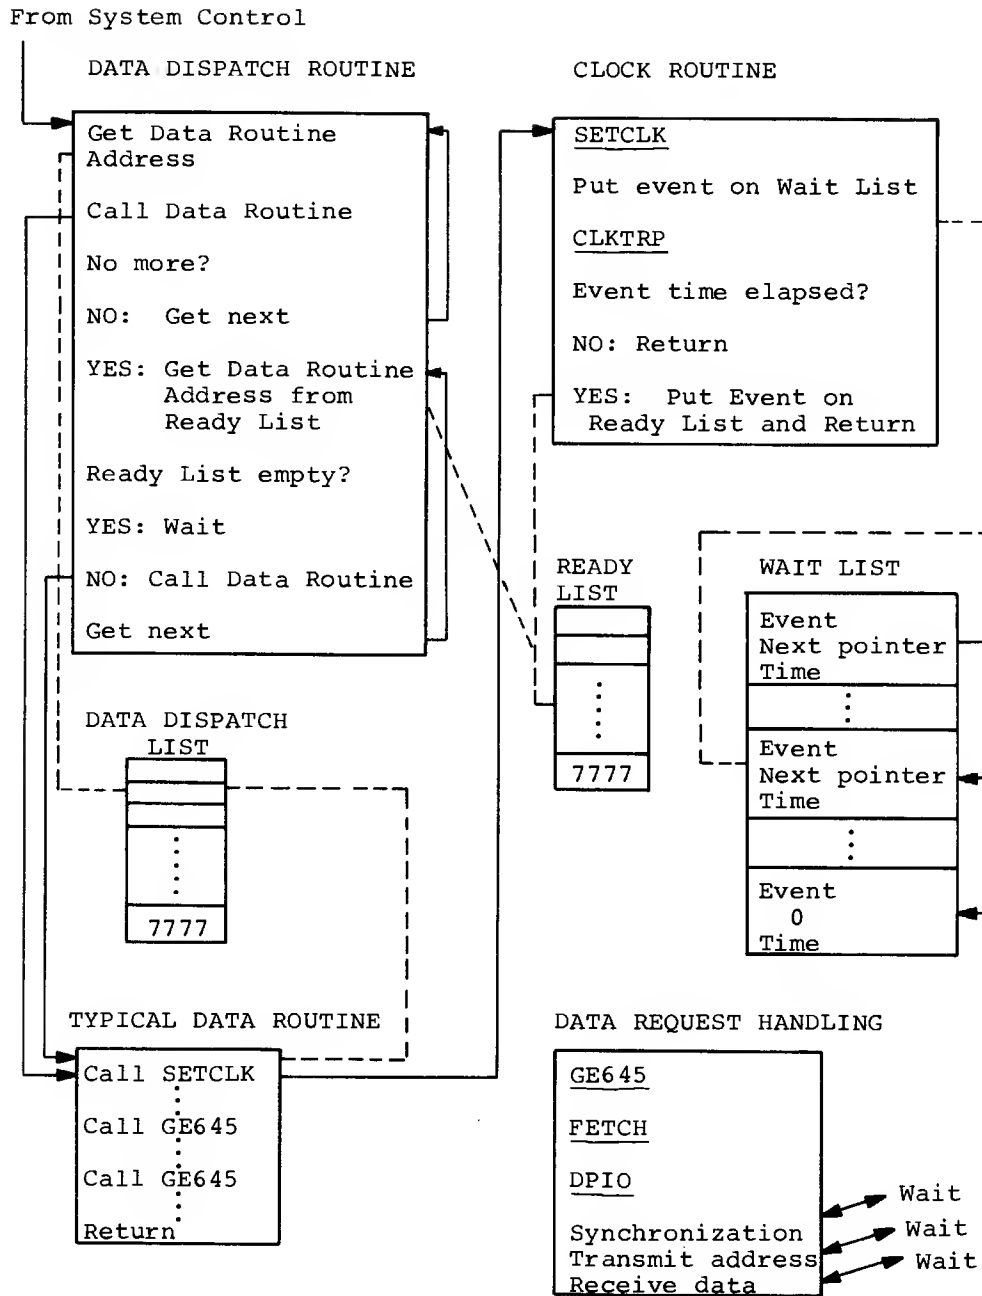 From System Control
DATA DISPATCH ROUTINE
Get Data Routine
Address
Call Data Routine
No more?
NO: Get next
YES: Get Data Routine
Address from
Ready List
Ready List empty?
YES: Wait
NO: Call Data Routine
Get next
CLOCK ROUTINE
SETCLK
Put event on Wait List
CLKTRP
Event time elapsed?
NO: Return
YES: Put Event on
Ready List and Return
READY
LIST
7777
WAIT LIST
Event
Next pointer
Time
Event
Next pointer
Time
Event
0
Time
DATA DISPATCH
LIST
7777
TYPICAL DATA ROUTINE
Call SETCLK
Call GE645
Call GE645
Return
DATA REQUEST HANDLING
GE645
FETCH
DPIO
Synchronization
Transmit address
Receive data
Wait
Wait
Wait